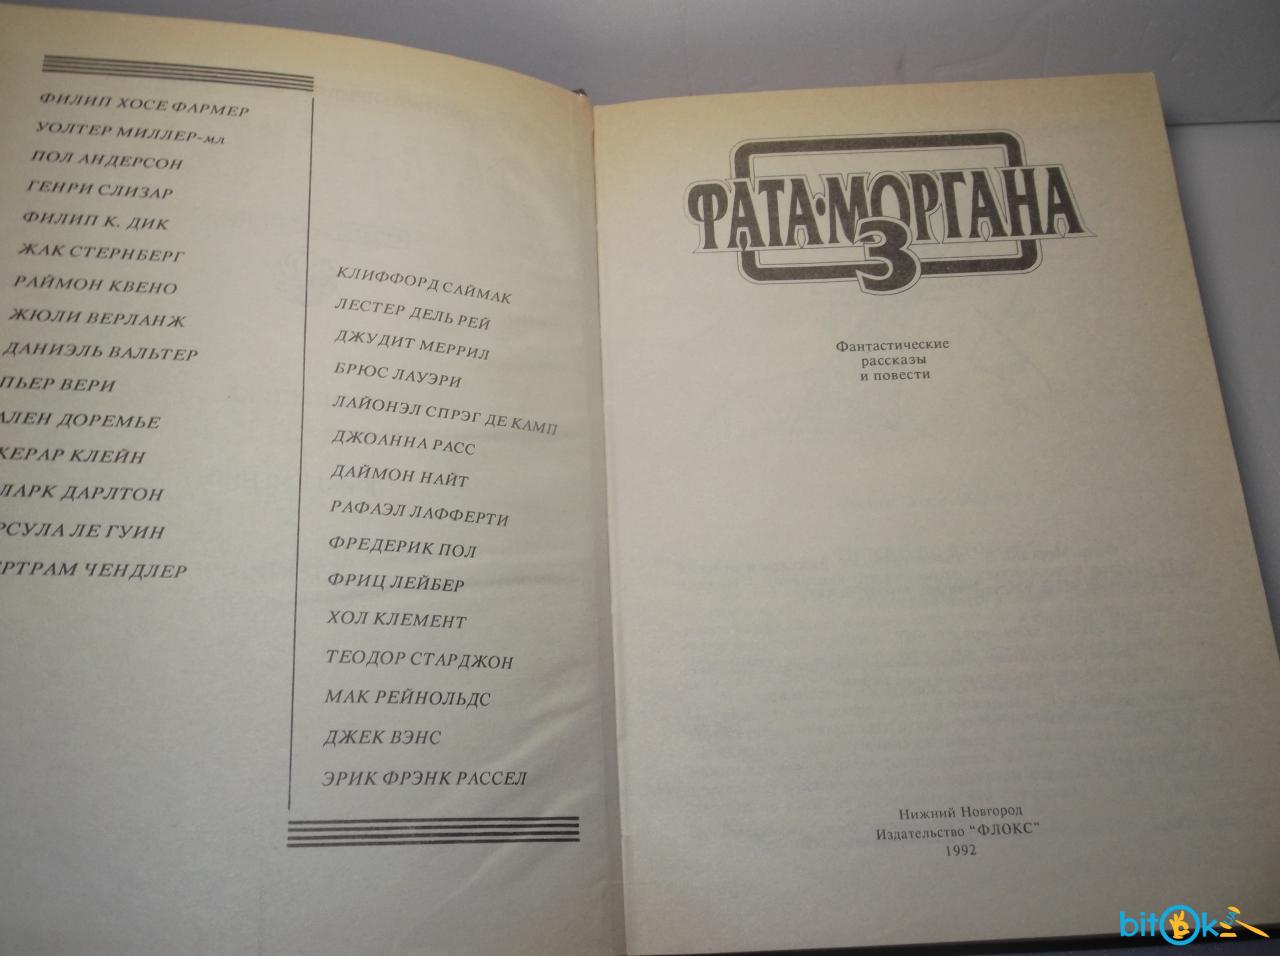 ФИЛИП ХОСЕ ФАРМЕР
УОЛТЕР МИЛЛЕР-мл
ПОЛ АНДЕРСОН
ГЕНРИ СЛИЗАР
ФИЛИП К. ДИК
ЖАК СТЕРНБЕРГ
РАЙМОН КВЕНО
ЖЮЛИ ВЕРЛАНЖ
ДАНИЭЛЬ ВАЛЬТЕР
ПЬЕР ВЕРИ
АЛЕН ДОРЕМЬЕ
ЖЕРАР КЛЕЙН
ЛАРК ДАРЛТОН
РСУЛА ЛЕ ГУИН
ЕРТРАМ ЧЕНДЛЕР
КЛИФФОРД САЙМАК
ЛЕСТЕР ДЕЛЬ РЕЙ
ДЖУДИТ МЕРРИЛ
БРЮС ЛАУЭРИ
ЛАЙОНЭЛ СПРЭГ ДЕ КАМП
ДЖОАННА РАСС
ДАЙМОН НАЙТ
РАФАЭЛ ЛАФФЕРТИ
ФРЕДЕРИК ПОЛ
ФРИЦ ЛЕЙБЕР
ХОЛ КЛЕМЕНТ
ТЕОДОР СТАРДЖОН
МАК РЕЙНОЛЬДС
ДЖЕК ВЭНС
ЭРИК ФРЭНК РАССЕЛ
ФАТА·МОРГАНА
3
Фантастические
рассказы
и повести
Нижний Новгород
Издательство "ФЛОКС"
1992
bitOk